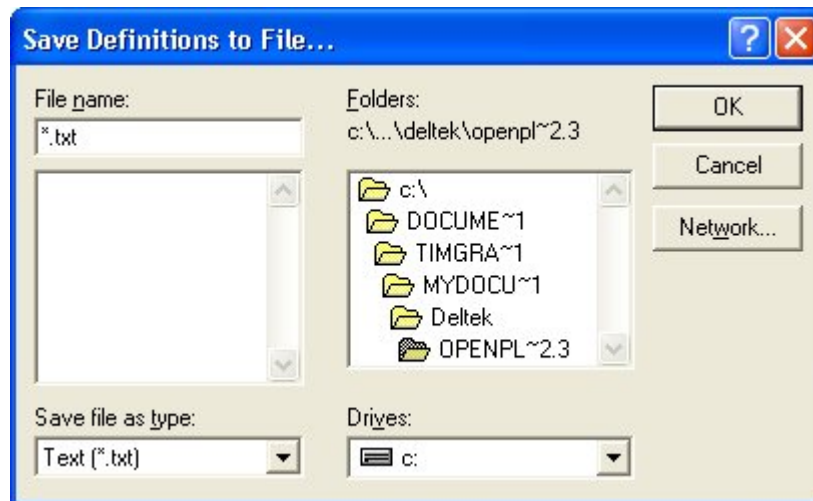 Save Definitions to File...
File name:
*.txt
Save file as type:
Text (*.txt)
Folders:
c:\...\deltek\openpl~2.3
c:\
DOCUME~1
TIMGRA~1
MYDOCU~1
Deltek
OPENPL~2.3
Drives:
c:
OK
Cancel
Network...